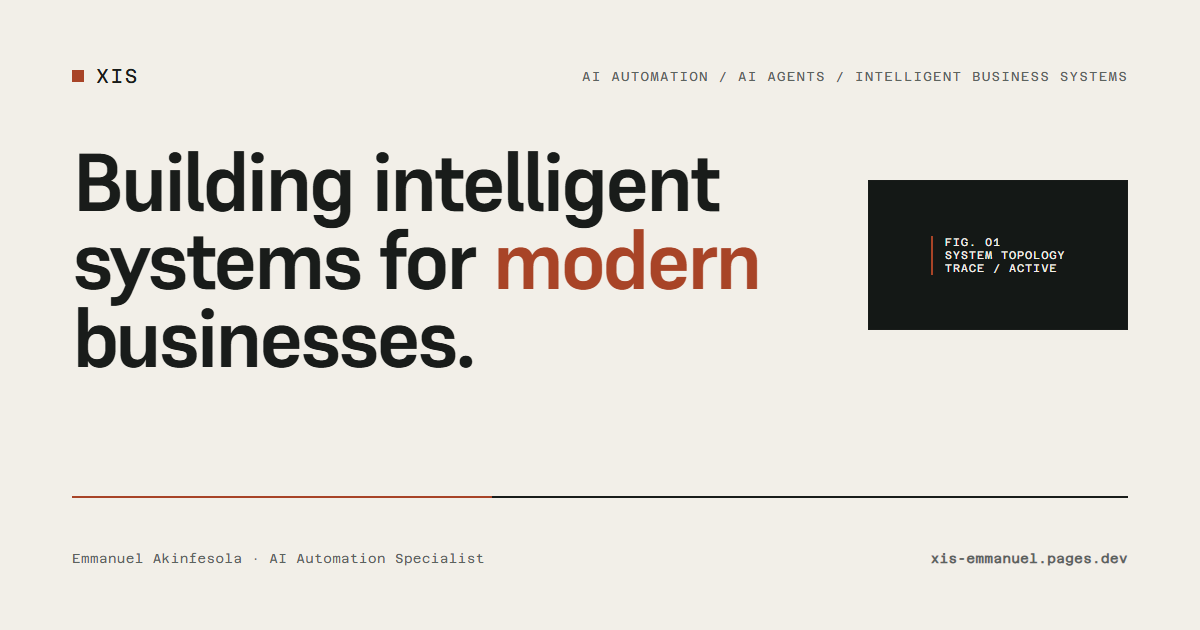 XIS
AI AUTOMATION / AI AGENTS / INTELLIGENT BUSINESS SYSTEMS
Building intelligent
systems for modern
businesses.
FIG. 01
SYSTEM TOPOLOGY
TRACE / ACTIVE
Emmanuel Akinfesola · AI Automation Specialist
xis-emmanuel.pages.dev